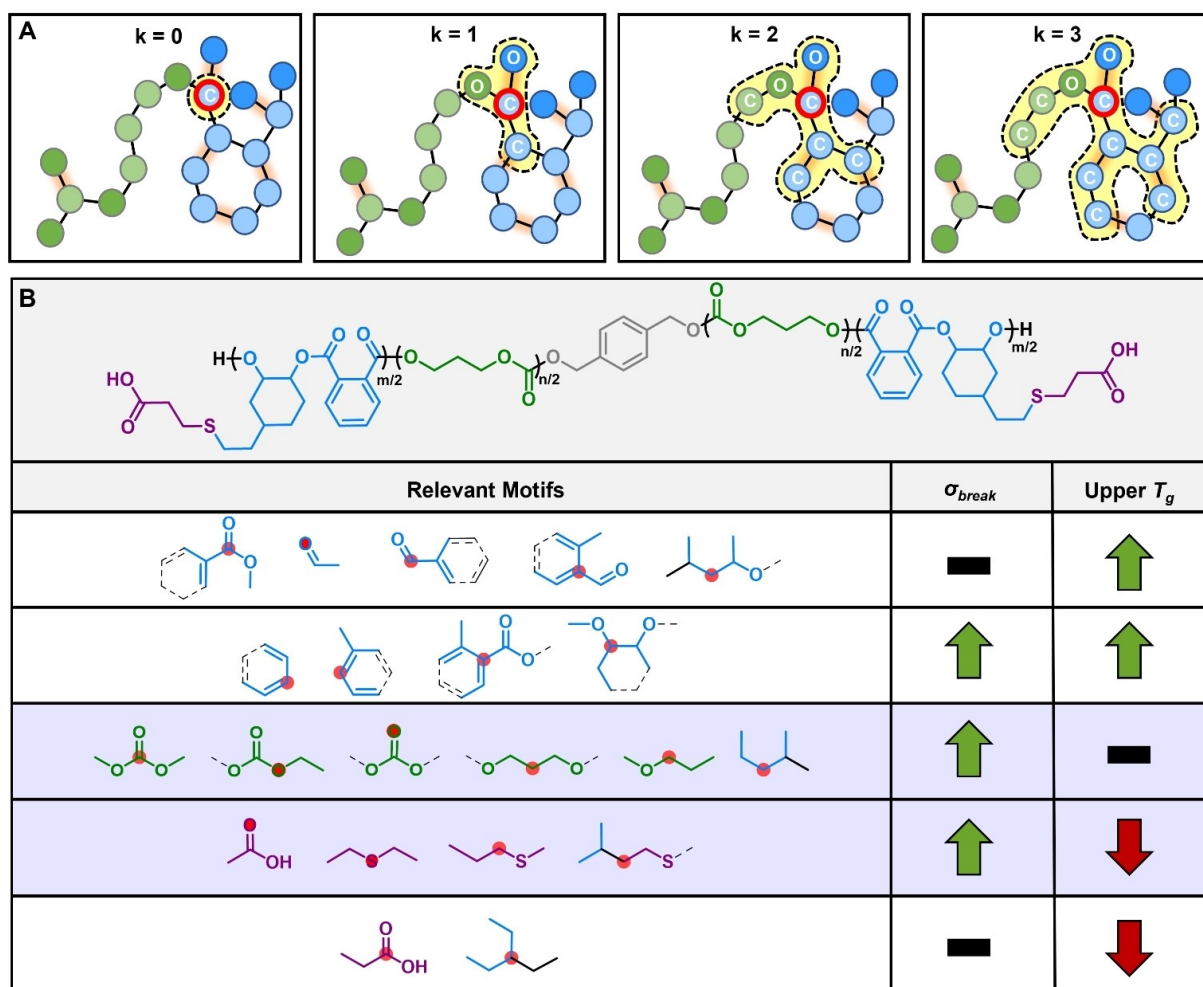 A
k = 0
k = 1
k = 2
k = 3
C
O
O
C
C
O
C O C
C
C C
O
C O C
C C
C C C
C C
B
O
O O
O
O
O O
O
HO
O
S
H
O
O
O
O
m/2
O
O
O
n/2
O
O
O
O
O
n/2
O
O
O
O
H
m/2
S
OH
O
Relevant Motifs
σbreak
Upper Tg
O
O
O
O
O
O
O
O
O O
O
O O
O
O
O
O
O
O O
O
O
O
OH
S
S
S
O
OH